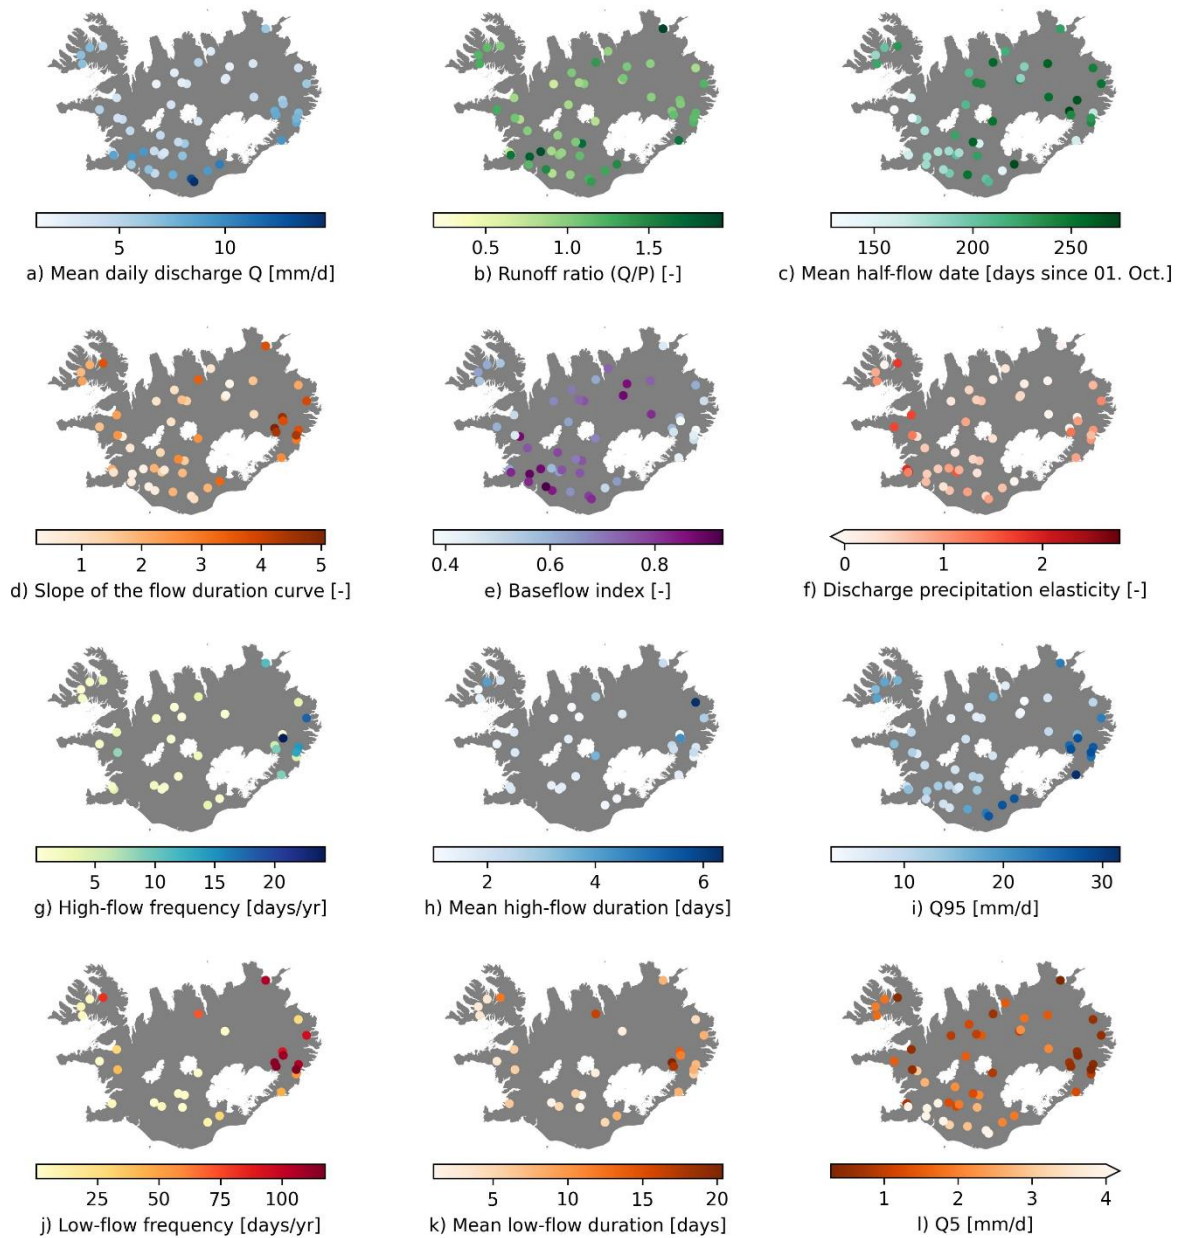 5 10
a) Mean daily discharge Q [mm/d]
0.5 1.0 1.5
b) Runoff ratio (Q/P) [-]
150 200 250
c) Mean half-flow date [days since 01. Oct.]
1 2 3 4 5
d) Slope of the flow duration curve [-]
0.4 0.6 0.8
e) Baseflow index [-]
0 1 2
f) Discharge precipitation elasticity [-]
5 10 15 20
g) High-flow frequency [days/yr]
2 4 6
h) Mean high-flow duration [days]
10 20 30
i) Q95 [mm/d]
25 50 75 100
j) Low-flow frequency [days/yr]
5 10 15 20
k) Mean low-flow duration [days]
1 2 3 4
l) Q5 [mm/d]